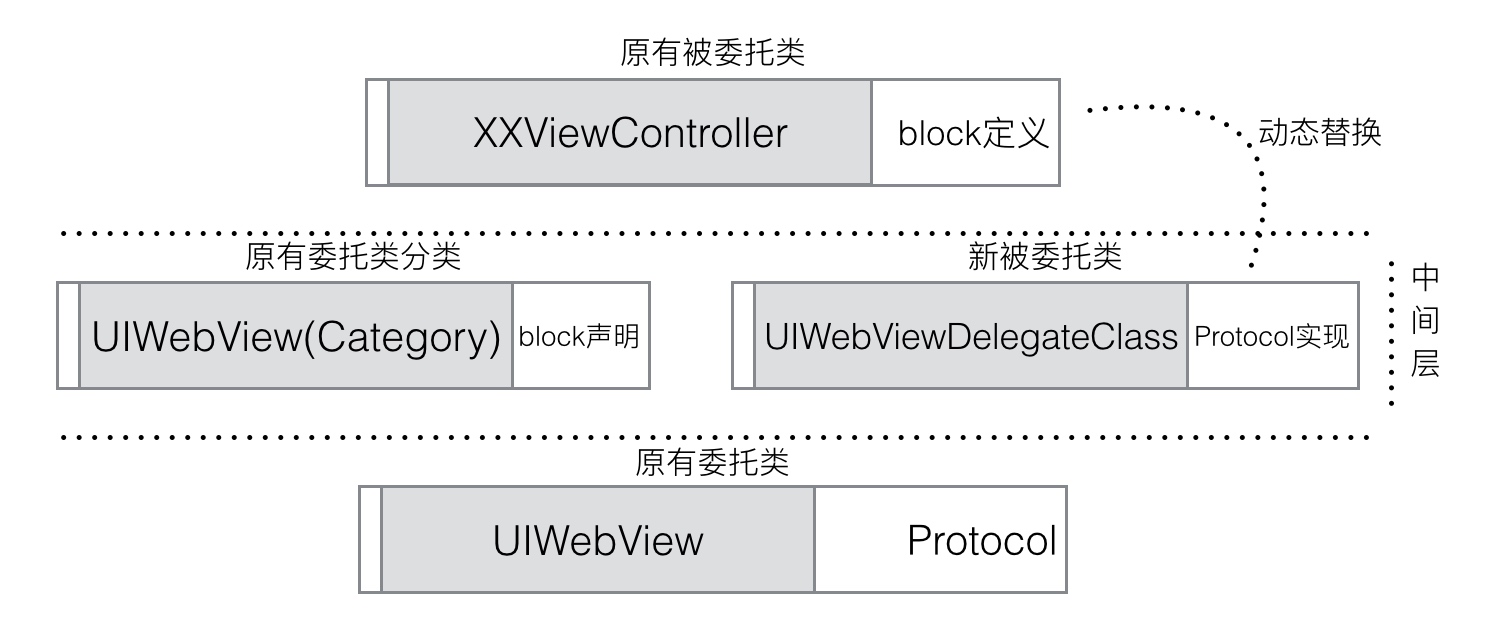 原有被委托类
XXViewController
block定义
动态替换
原有委托类分类
新被委托类
UIWebView(Category)
block声明
UIWebViewDelegateClass
Protocol实现
中
间
层
原有委托类
UIWebView
Protocol